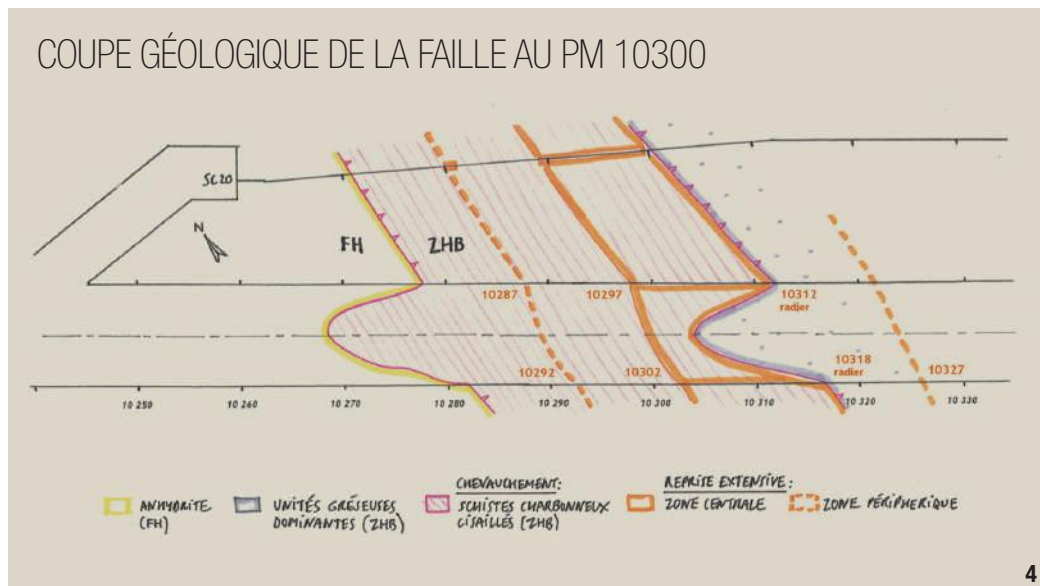 COUPE GÉOLOGIQUE DE LA FAILLE AU PM 10300
SC20
N
FH
ZHB
10287
10297
10312
radier
10292
10302
10318
radier
10327
10 250
10 260
10 270
10 280
10 290
10 300
10 310
10 320
10 330
ANHYDRITE
(FH)
UNITÉS GRÉSEUSES
DOMINANTES (ZHB)
CHEVAUCHEMENT:
SCHISTES CHARBONNEUX
CISAILLÉS (ZHB)
REPRISE EXTENSIVE:
ZONE CENTRALE
ZONE PÉRIPHERIQUE
4